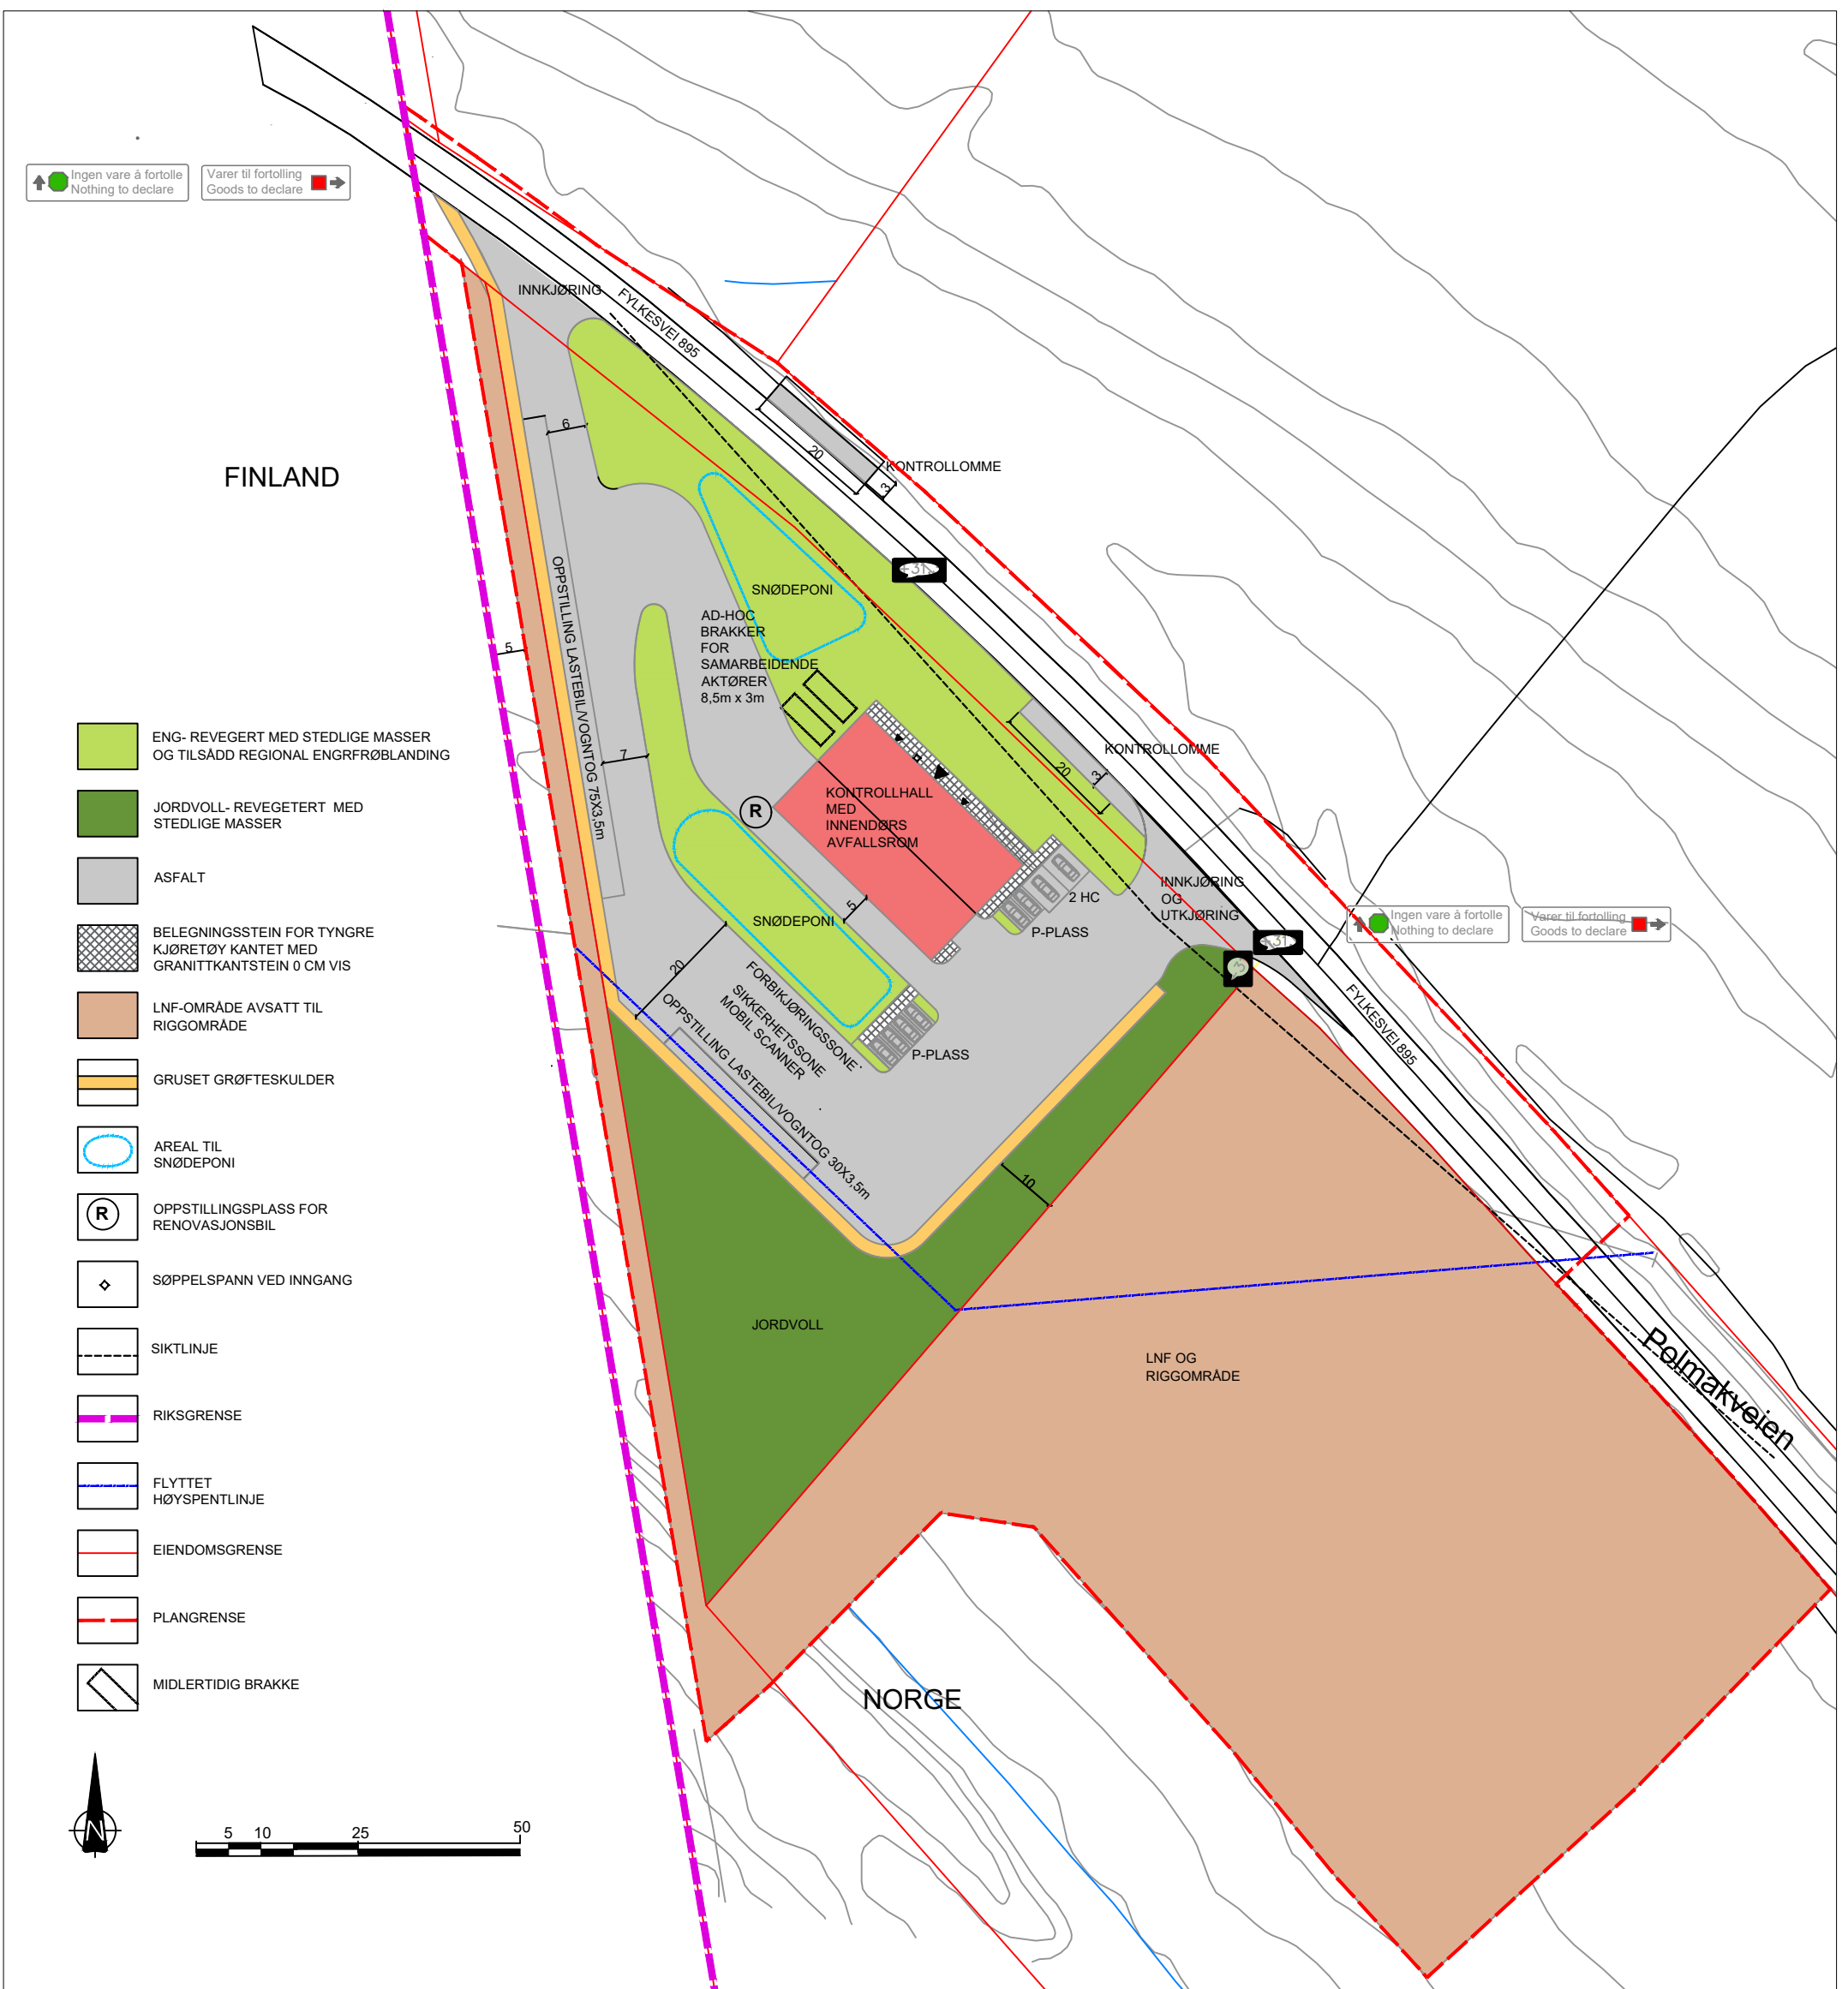 Ingen vare å fortolle
Nothing to declare
Varer til fortolling
Goods to declare
INNKJØRING
FYLKESVEI 895
6
20
3
KONTROLLOMME
FINLAND
OPPSTILLING LASTEBIL/VOGNTOG 75X3,5m
SNØDEPONI
AD-HOC
BRAKKER
FOR
SAMARBEIDENDE
AKTØRER
8,5m x 3m
5
7
KONTROLLOMME
20
3
R
KONTROLLHALL
MED
INNENDØRS
AVFALLSROM
INNKJØRING
OG
UTKJØRING
2 HC
P-PLASS
SNØDEPONI
5
20
Ingen vare å fortolle
Nothing to declare
Varer til fortolling
Goods to declare
FORBIKJØRINGSSONE
SIKKERHETSSONE
MOBIL SCANNER
OPPSTILLING LASTEBIL/VOGNTOG 30X3,5m
P-PLASS
FYLKESVEI 895
10
JORDVOLL
LNF OG
RIGGOMRÅDE
Polmakveien
NORGE
ENG- REVEGERT MED STEDLIGE MASSER
OG TILSÅDD REGIONAL ENGRFRØBLANDING
JORDVOLL- REVEGETERT MED
STEDLIGE MASSER
ASFALT
BELEGNINGSSTEIN FOR TYNGRE
KJØRETØY KANTET MED
GRANITTKANTSTEIN 0 CM VIS
LNF-OMRÅDE AVSATT TIL
RIGGOMRÅDE
GRUSET GRØFTESKULDER
AREAL TIL
SNØDEPONI
R
OPPSTILLINGSPLASS FOR
RENOVASJONSBIL
SØPPELSPANN VED INNGANG
SIKTLINJE
RIKSGRENSE
FLYTTET
HØYSPENTLINJE
EIENDOMSGRENSE
PLANGRENSE
MIDLERTIDIG BRAKKE
N
5 10 25 50